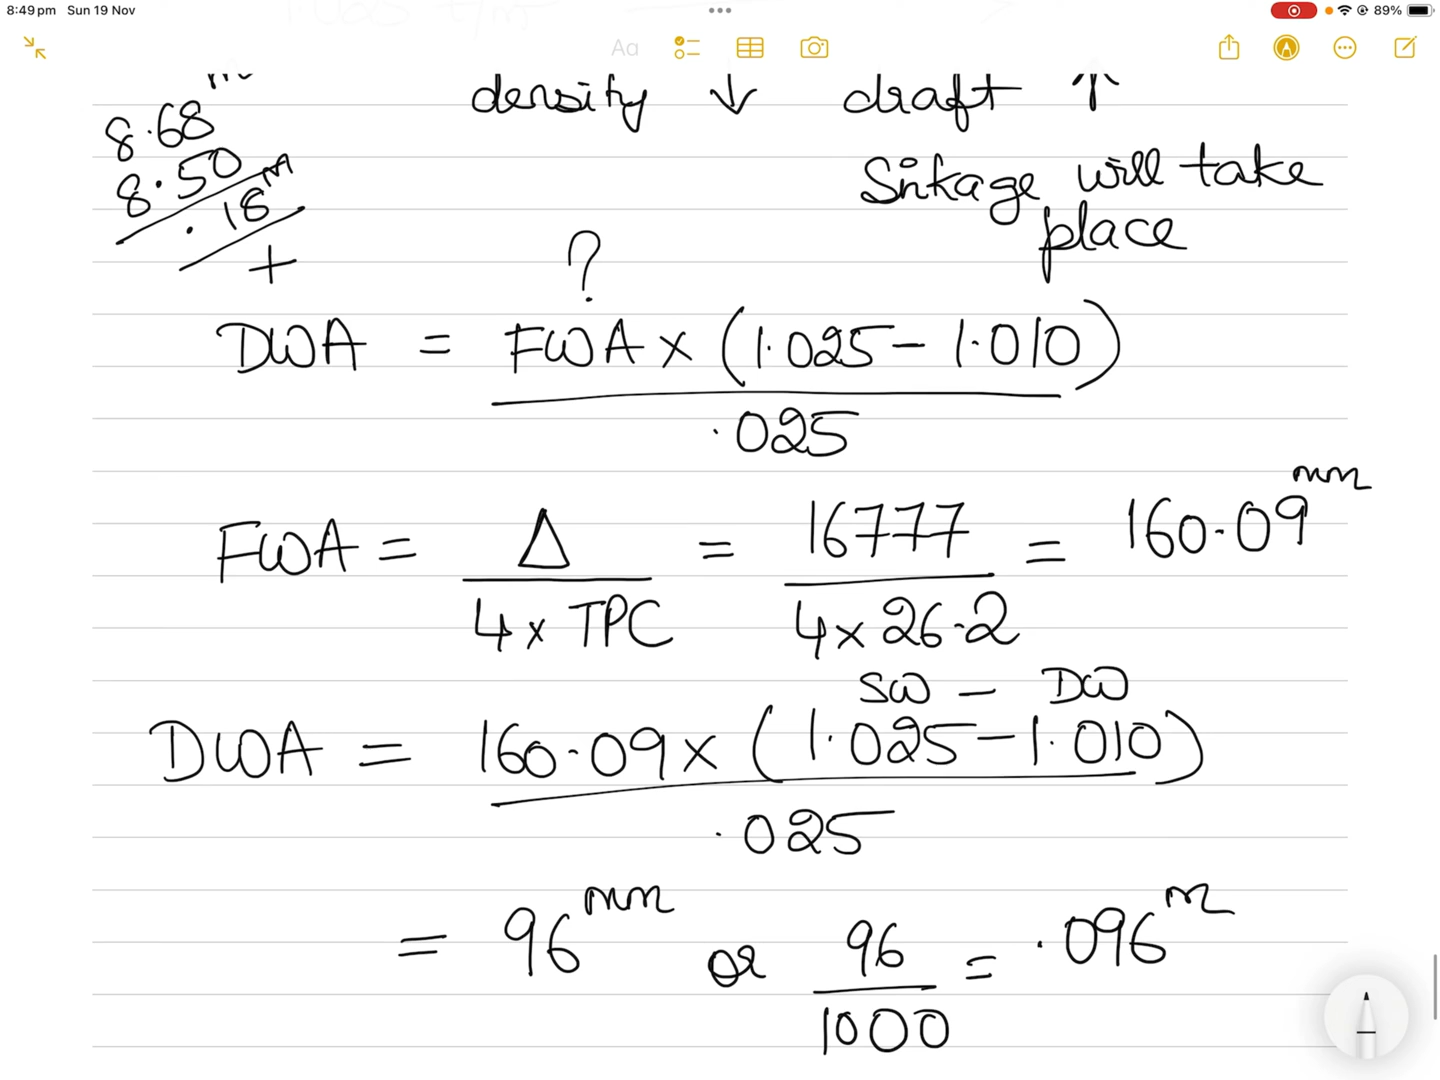 8:49 pm Sun 19 Nov
89%
Aa
density ↓ draft ↑
8.68
8.50 m
.18
+
Sinkage will take
place
?
DWA = FWA x (1.025 - 1.010)
.025
FWA = Δ = 16777 = 160.09 mm
4 x TPC 4 x 26.2
SW - DW
DWA = 160.09 x (1.025 - 1.010)
.025
= 96 mm or 96 = .096 m
1000